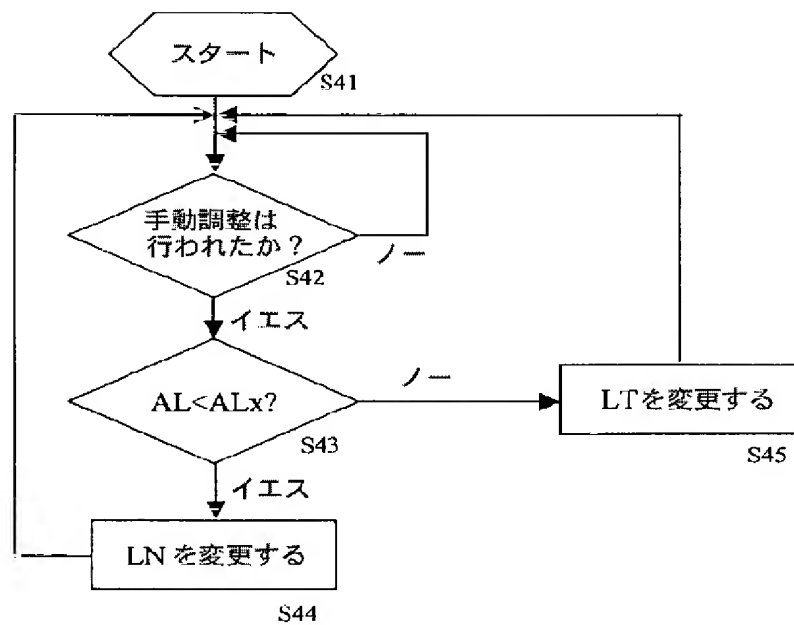 スタート
S41
手動調整は
行われたか?
S42
ノー
イエス
AL<ALx?
S43
ノー
LTを変更する
S45
イエス
LN を変更する
S44